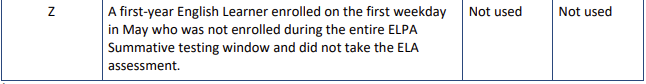 Z A first-year English Learner enrolled on the first weekday Not used Not used
in May who was not enrolled during the entire ELPA
Summative testing window and did not take the ELA
assessment.